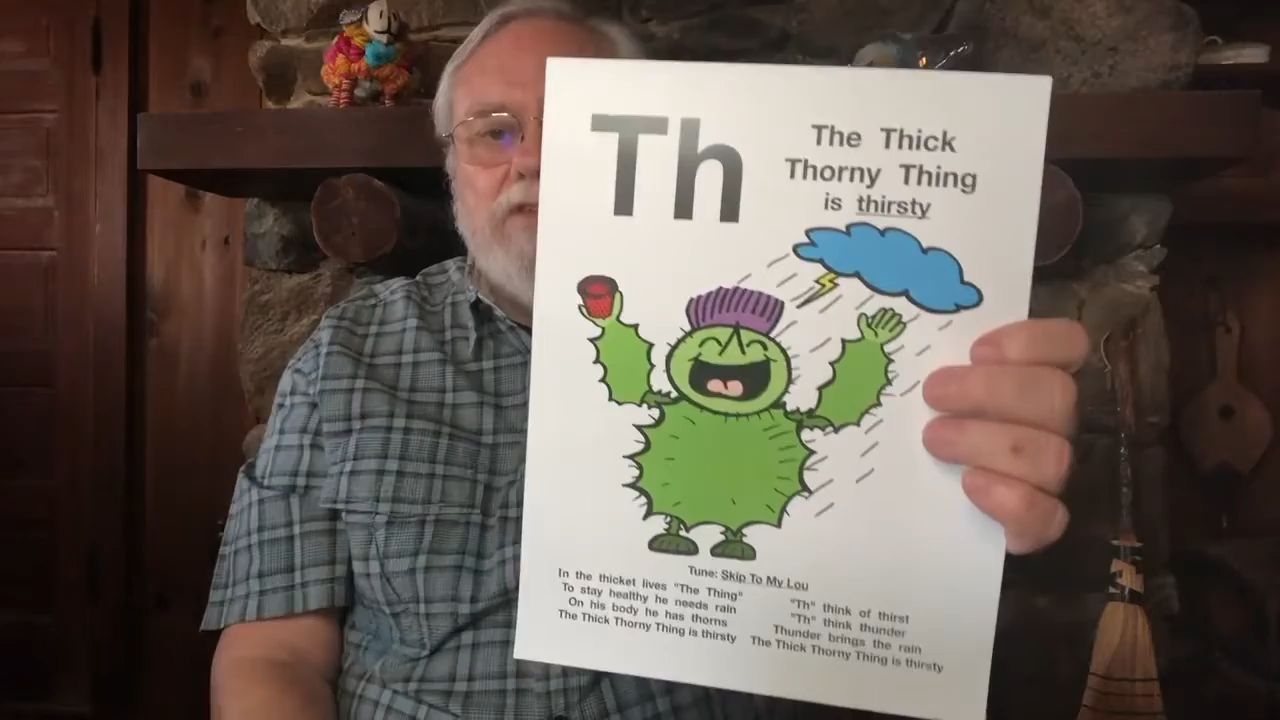 Th
The Thick
Thorny Thing
is thirsty
Tune: Skip To My Lou
In the thicket lives "The Thing"
To stay healthy he needs rain
On his body he has thorns
The Thick Thorny Thing is thirsty
"Th" think of thirst
"Th" think thunder
Thunder brings the rain
The Thick Thorny Thing is thirsty